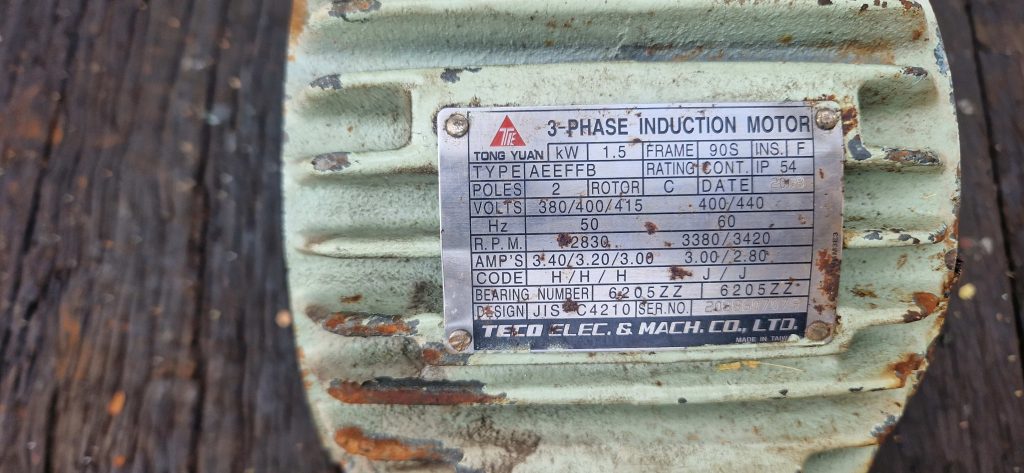 3-PHASE INDUCTION MOTOR
TONG YUAN kW 1.5 FRAME 90S INS. F
TYPE AEEFFB RATING CONT. IP 54
POLES 2 ROTOR C DATE
VOLTS 380/400/415 400/440
Hz 50 60
R.P.M. 2830 3380/3420
AMP'S 3.40/3.20/3.00 3.00/2.80
CODE H/H/H J/J
BEARING NUMBER 6205ZZ 6205ZZ
DESIGN JIS C4210 SER.NO.
TECO ELEC. & MACH. CO., LTD.
MADE IN